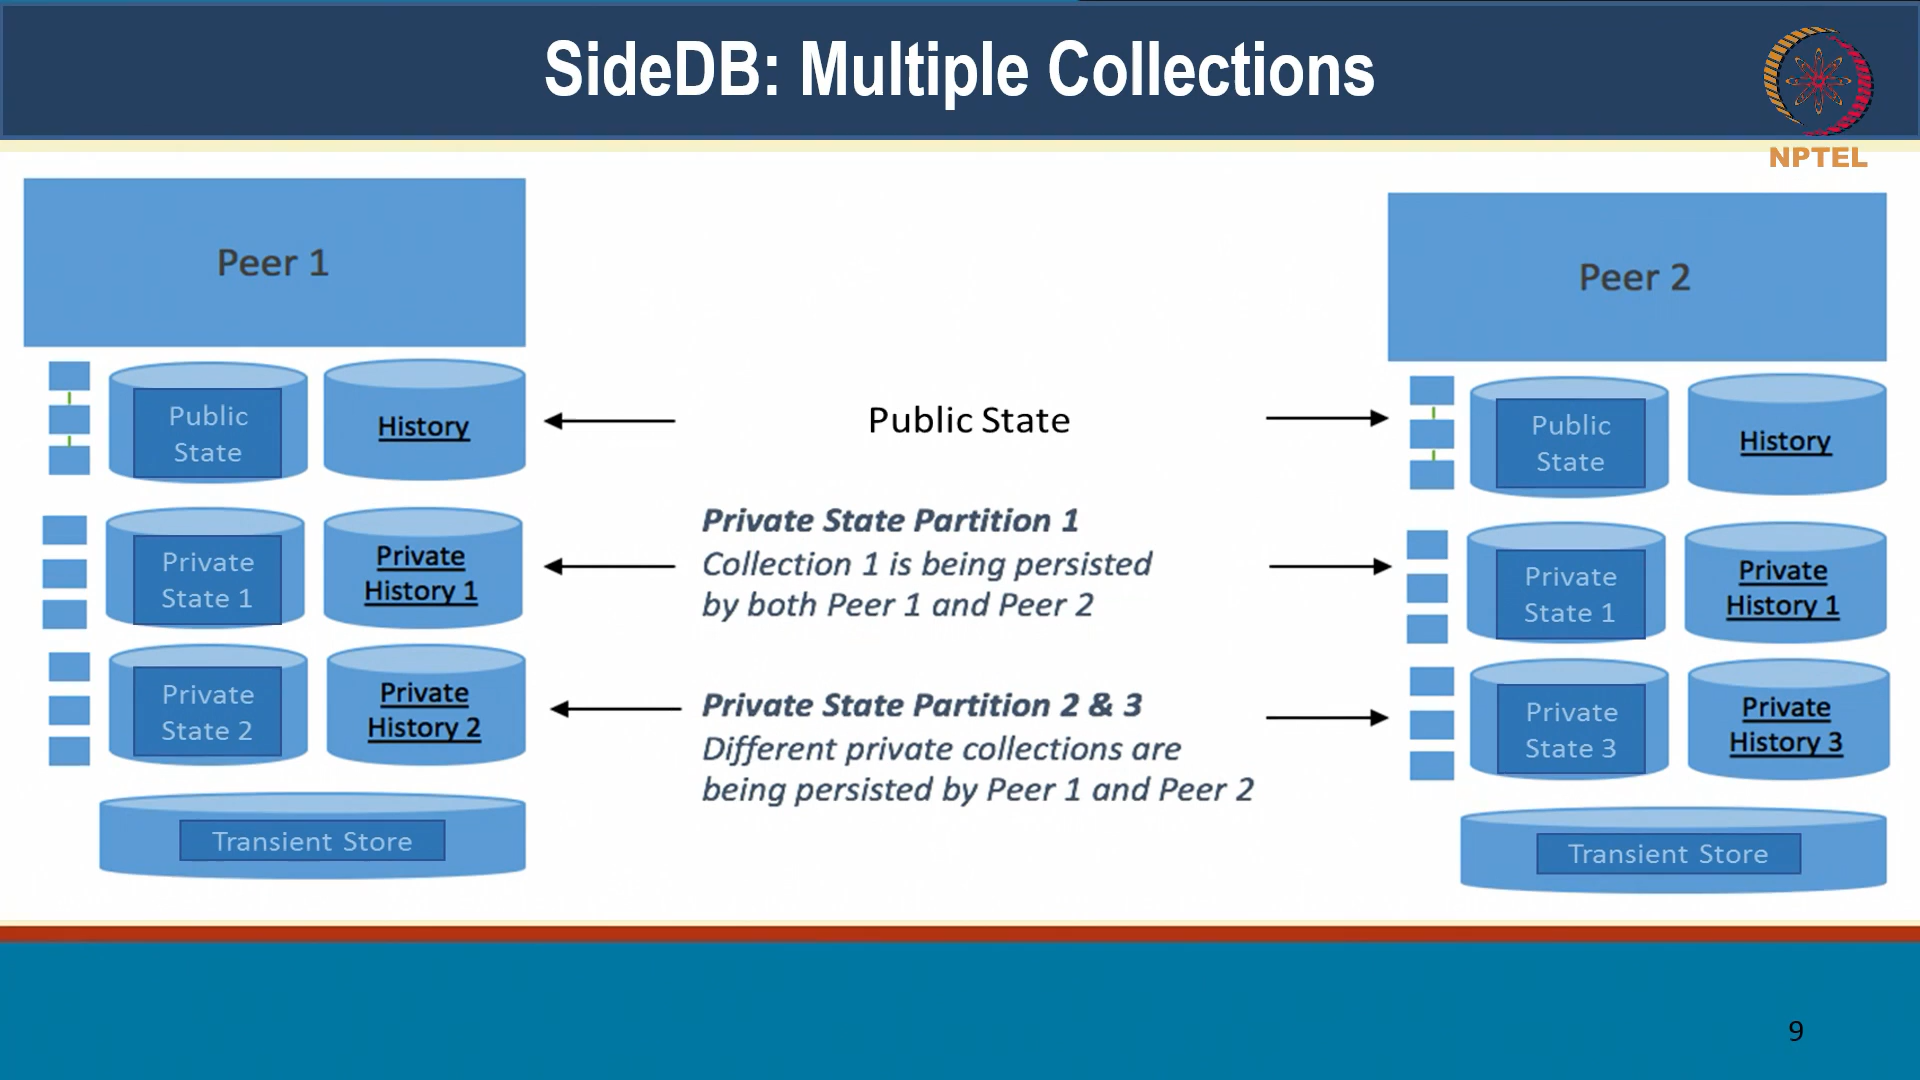 SideDB: Multiple Collections
NPTEL
Peer 1
Public
State
History
Private
State 1
Private
History 1
Private
State 2
Private
History 2
Transient Store
Public State
Private State Partition 1
Collection 1 is being persisted
by both Peer 1 and Peer 2
Private State Partition 2 & 3
Different private collections are
being persisted by Peer 1 and Peer 2
Peer 2
Public
State
History
Private
State 1
Private
History 1
Private
State 3
Private
History 3
Transient Store
9